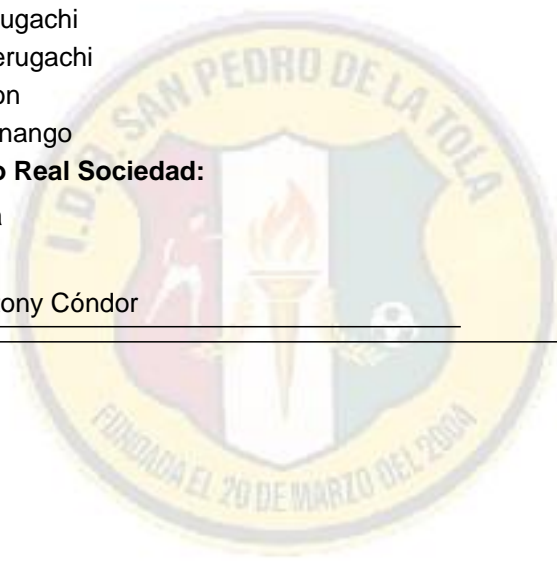 ugachi
erugachi
on
nango
o Real Sociedad:
a
ony Cóndor
I.D.B. SAN PEDRO DE LA TOLA
FUNDADA EL 20 DE MARZO DEL 2004